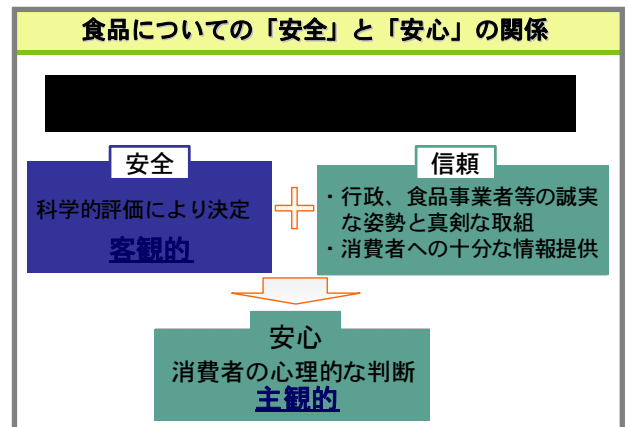 食品についての「安全」と「安心」の関係
安全
科学的評価により決定
客観的
信頼
・行政、食品事業者等の誠実
な姿勢と真剣な取組
・消費者への十分な情報提供
安心
消費者の心理的な判断
主観的